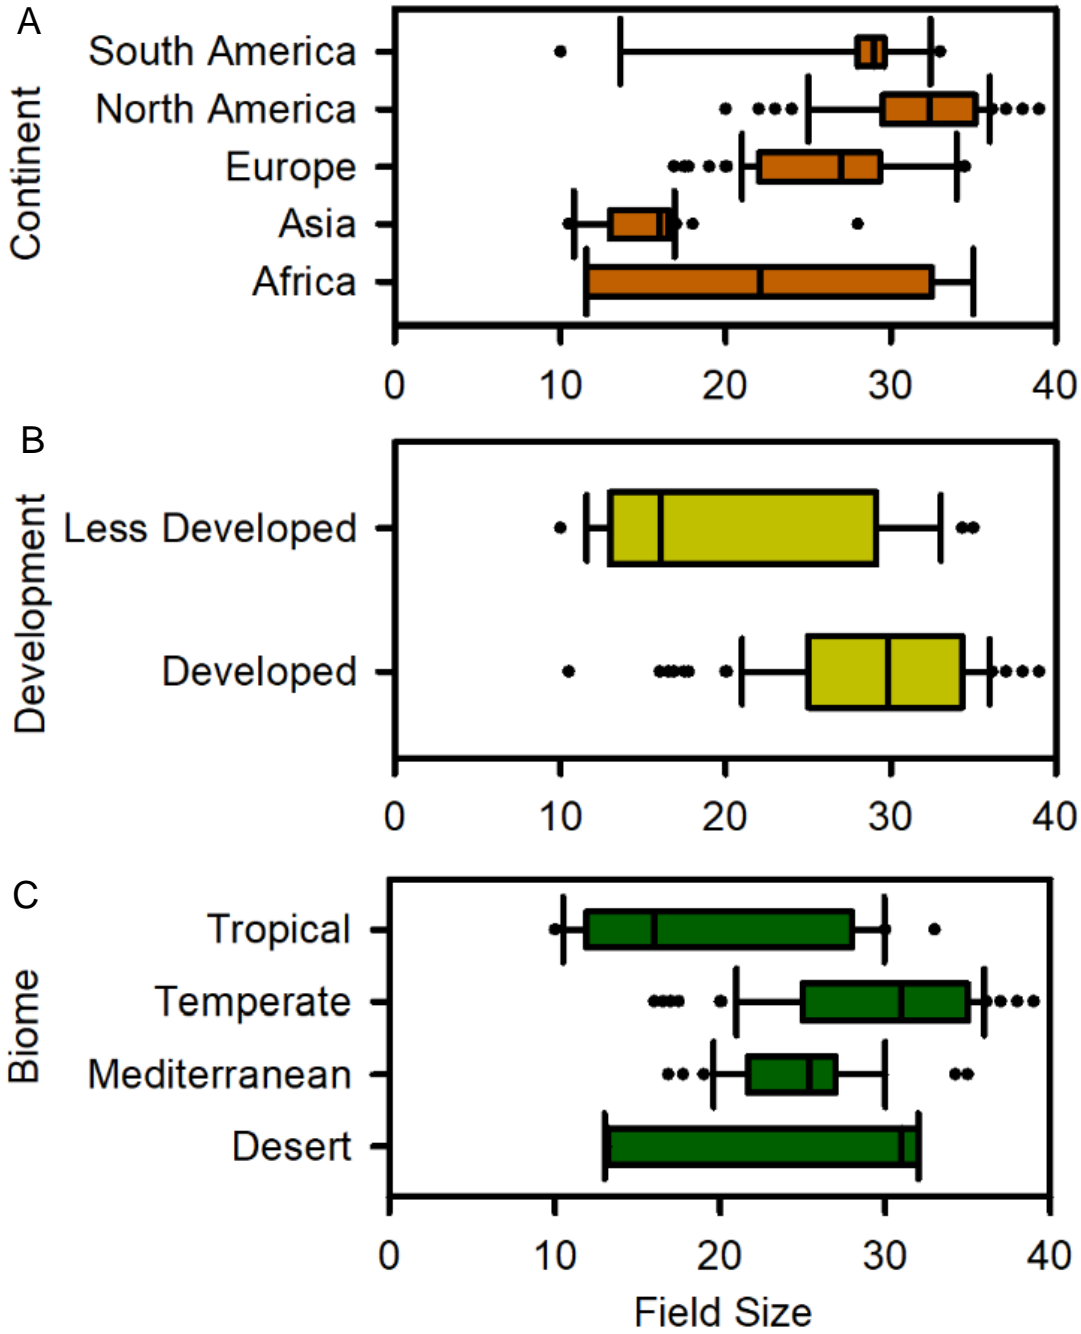 A
Continent
South America
North America
Europe
Asia
Africa
0 10 20 30 40
B
Development
Less Developed
Developed
0 10 20 30 40
C
Biome
Tropical
Temperate
Mediterranean
Desert
0 10 20 30 40
Field Size